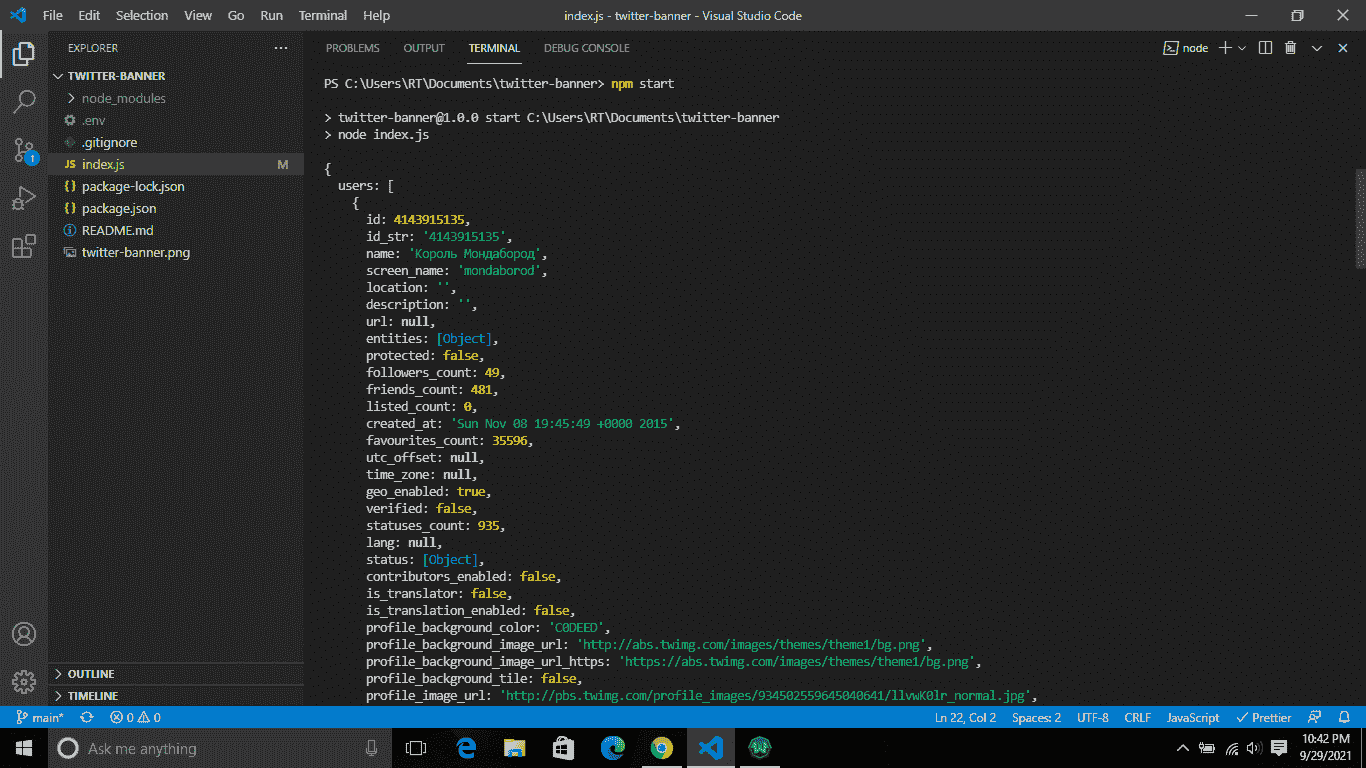 File Edit Selection View Go Run Terminal Help
index.js - twitter-banner - Visual Studio Code
EXPLORER
TWITTER-BANNER
node_modules
.env
.gitignore
JS index.js M
{} package-lock.json
{} package.json
README.md
twitter-banner.png
OUTLINE
TIMELINE
1
PROBLEMS OUTPUT TERMINAL DEBUG CONSOLE
node
PS C:\Users\RT\Documents\twitter-banner> npm start
> twitter-banner@1.0.0 start C:\Users\RT\Documents\twitter-banner
> node index.js
{
users: [
{
id: 4143915135,
id_str: '4143915135',
name: 'Король Мондабород',
screen_name: 'mondaborod',
location: '',
description: '',
url: null,
entities: [Object],
protected: false,
followers_count: 49,
friends_count: 481,
listed_count: 0,
created_at: 'Sun Nov 08 19:45:49 +0000 2015',
favourites_count: 35596,
utc_offset: null,
time_zone: null,
geo_enabled: true,
verified: false,
statuses_count: 935,
lang: null,
status: [Object],
contributors_enabled: false,
is_translator: false,
is_translation_enabled: false,
profile_background_color: 'C0DEED',
profile_background_image_url: 'http://abs.twimg.com/images/themes/theme1/bg.png',
profile_background_image_url_https: 'https://abs.twimg.com/images/themes/theme1/bg.png',
profile_background_tile: false,
profile_image_url: 'http://pbs.twimg.com/profile_images/934502559645040641/llvwK0lr_normal.jpg',
main* 0 0 Ln 22, Col 2 Spaces: 2 UTF-8 CRLF JavaScript Prettier
Ask me anything
10:42 PM
9/29/2021